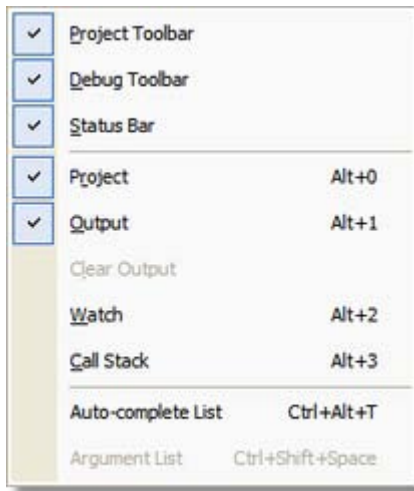 Project Toolbar
Debug Toolbar
Status Bar
Project Alt+0
Output Alt+1
Clear Output
Watch Alt+2
Call Stack Alt+3
Auto-complete List Ctrl+Alt+T
Argument List Ctrl+Shift+Space